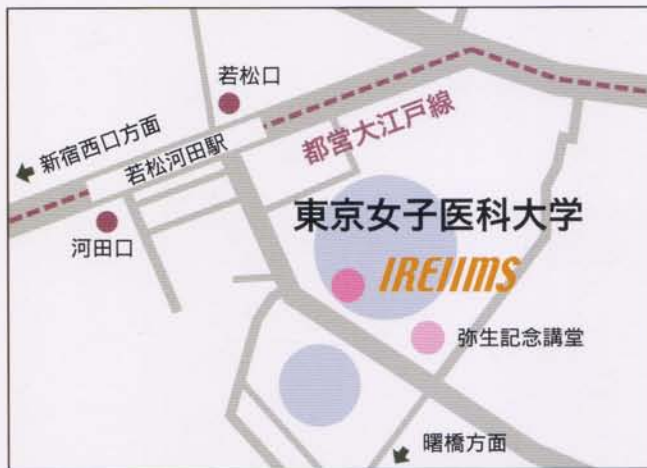 若松口
新宿西口方面
若松河田駅
都営大江戸線
河田口
東京女子医科大学
IREIIMS
弥生記念講堂
曙橋方面